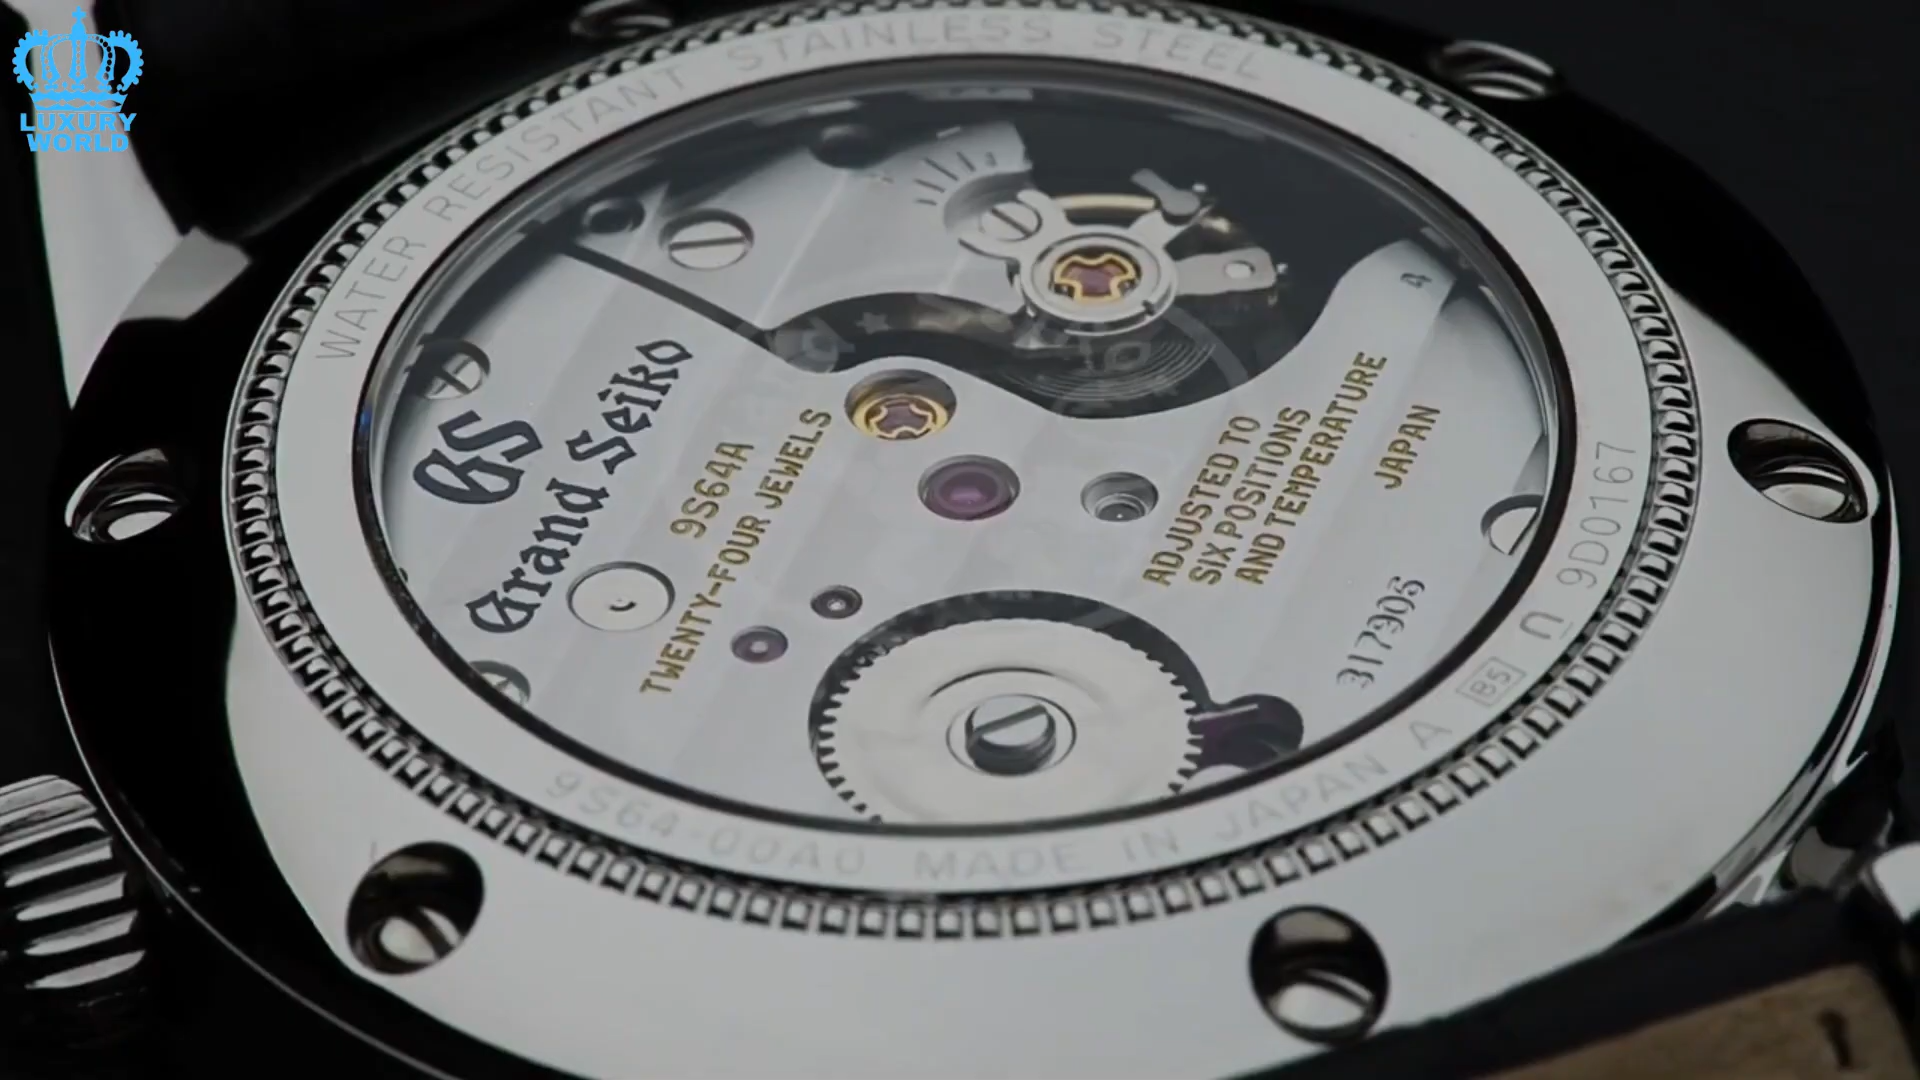 LUXURY
WORLD
WATER RESISTANT STAINLESS STEEL
GS
Grand Seiko
9S64A
TWENTY-FOUR JEWELS
ADJUSTED TO
SIX POSITIONS
AND TEMPERATURE
JAPAN
4
317905
9S64-00A0 MADE IN JAPAN A B5 9D0167